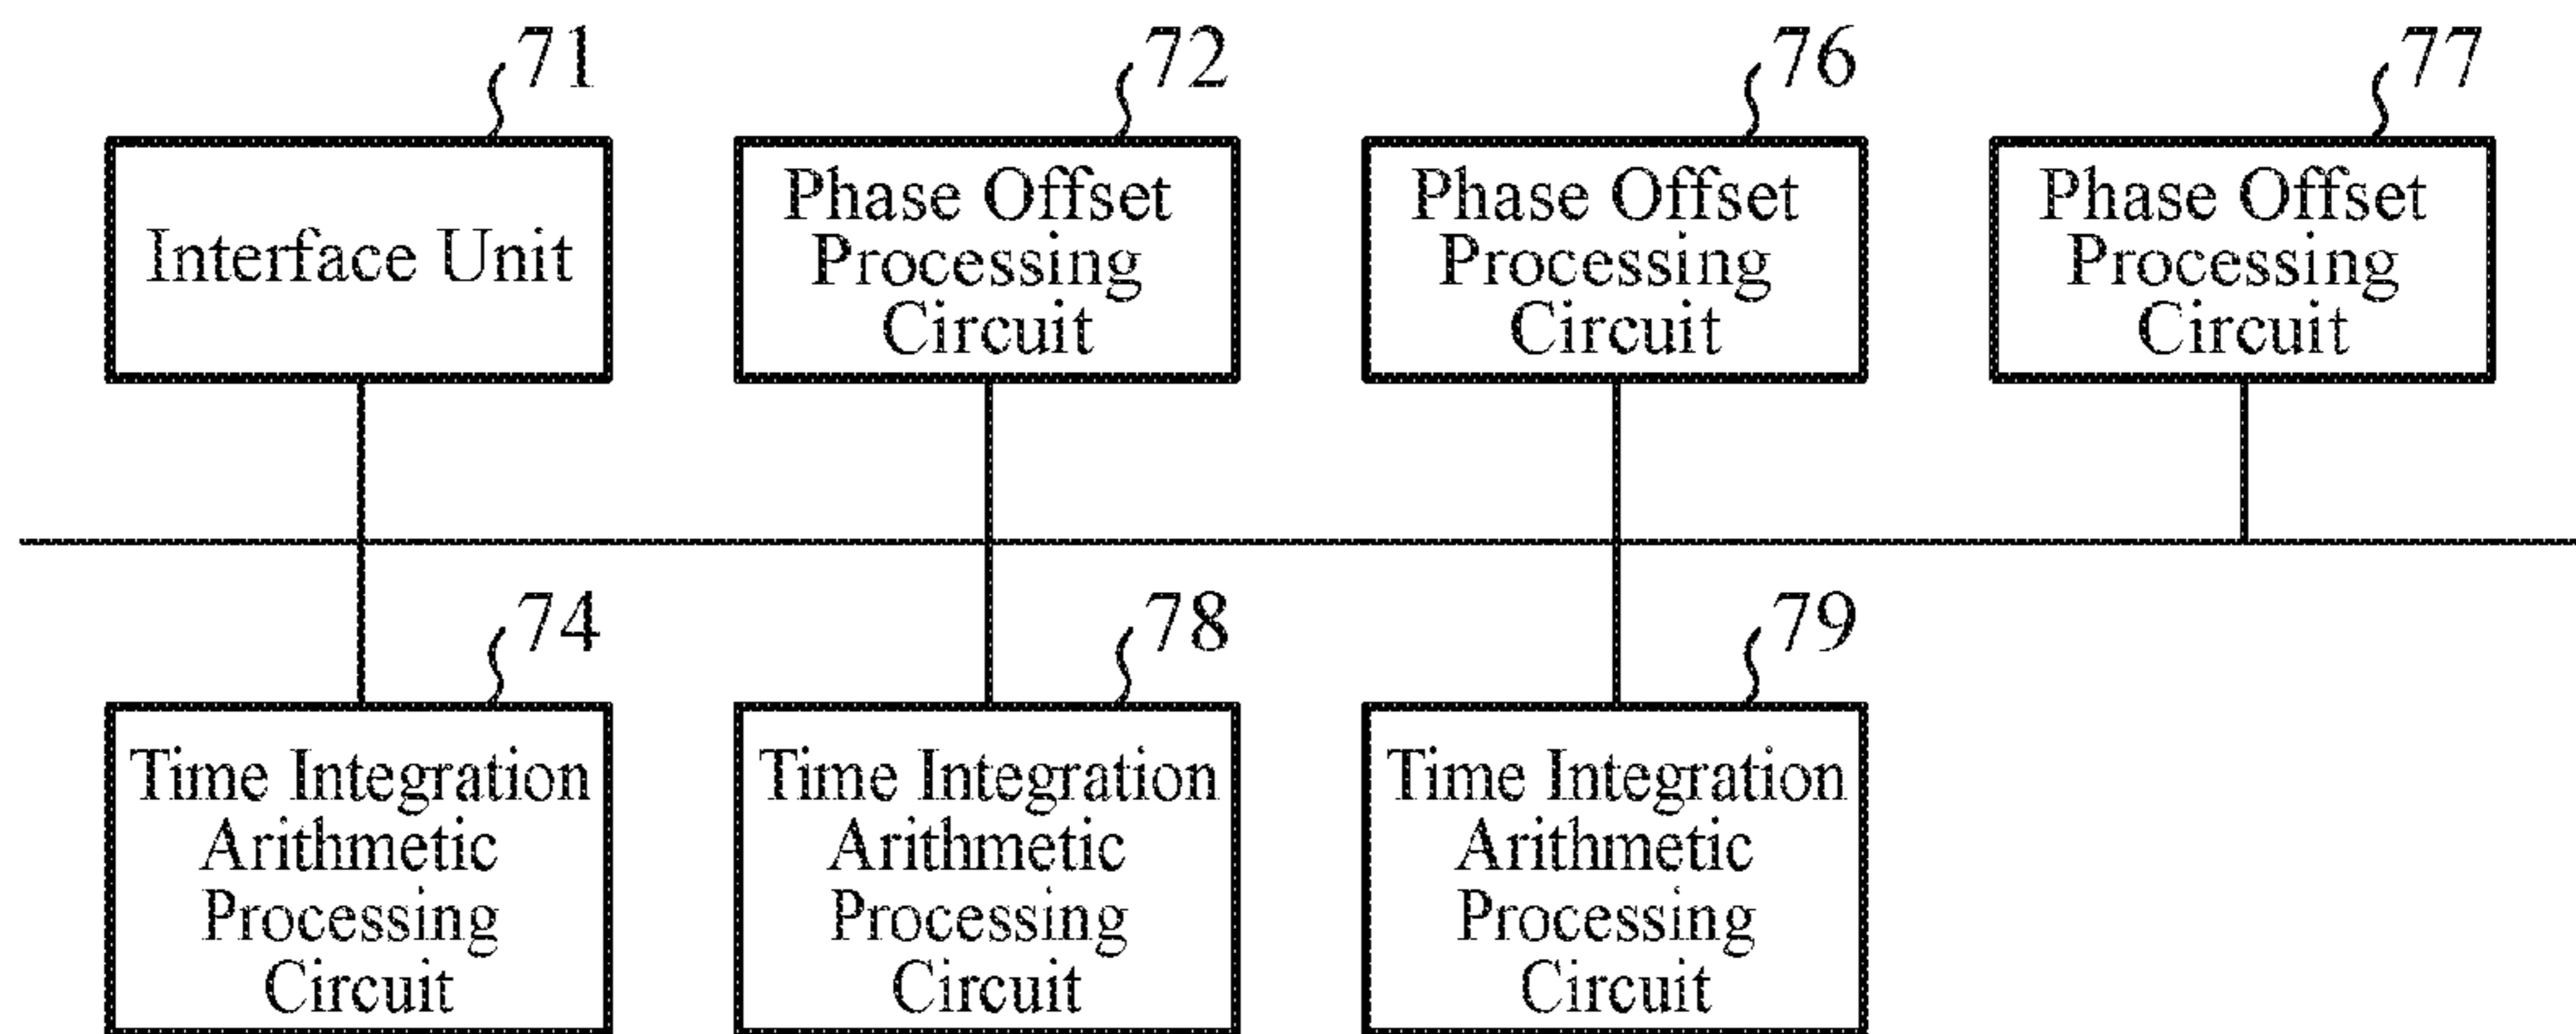 71
72
76
77
Interface Unit
Phase Offset
Processing
Circuit
Phase Offset
Processing
Circuit
Phase Offset
Processing
Circuit
74
78
79
Time Integration
Arithmetic
Processing
Circuit
Time Integration
Arithmetic
Processing
Circuit
Time Integration
Arithmetic
Processing
Circuit